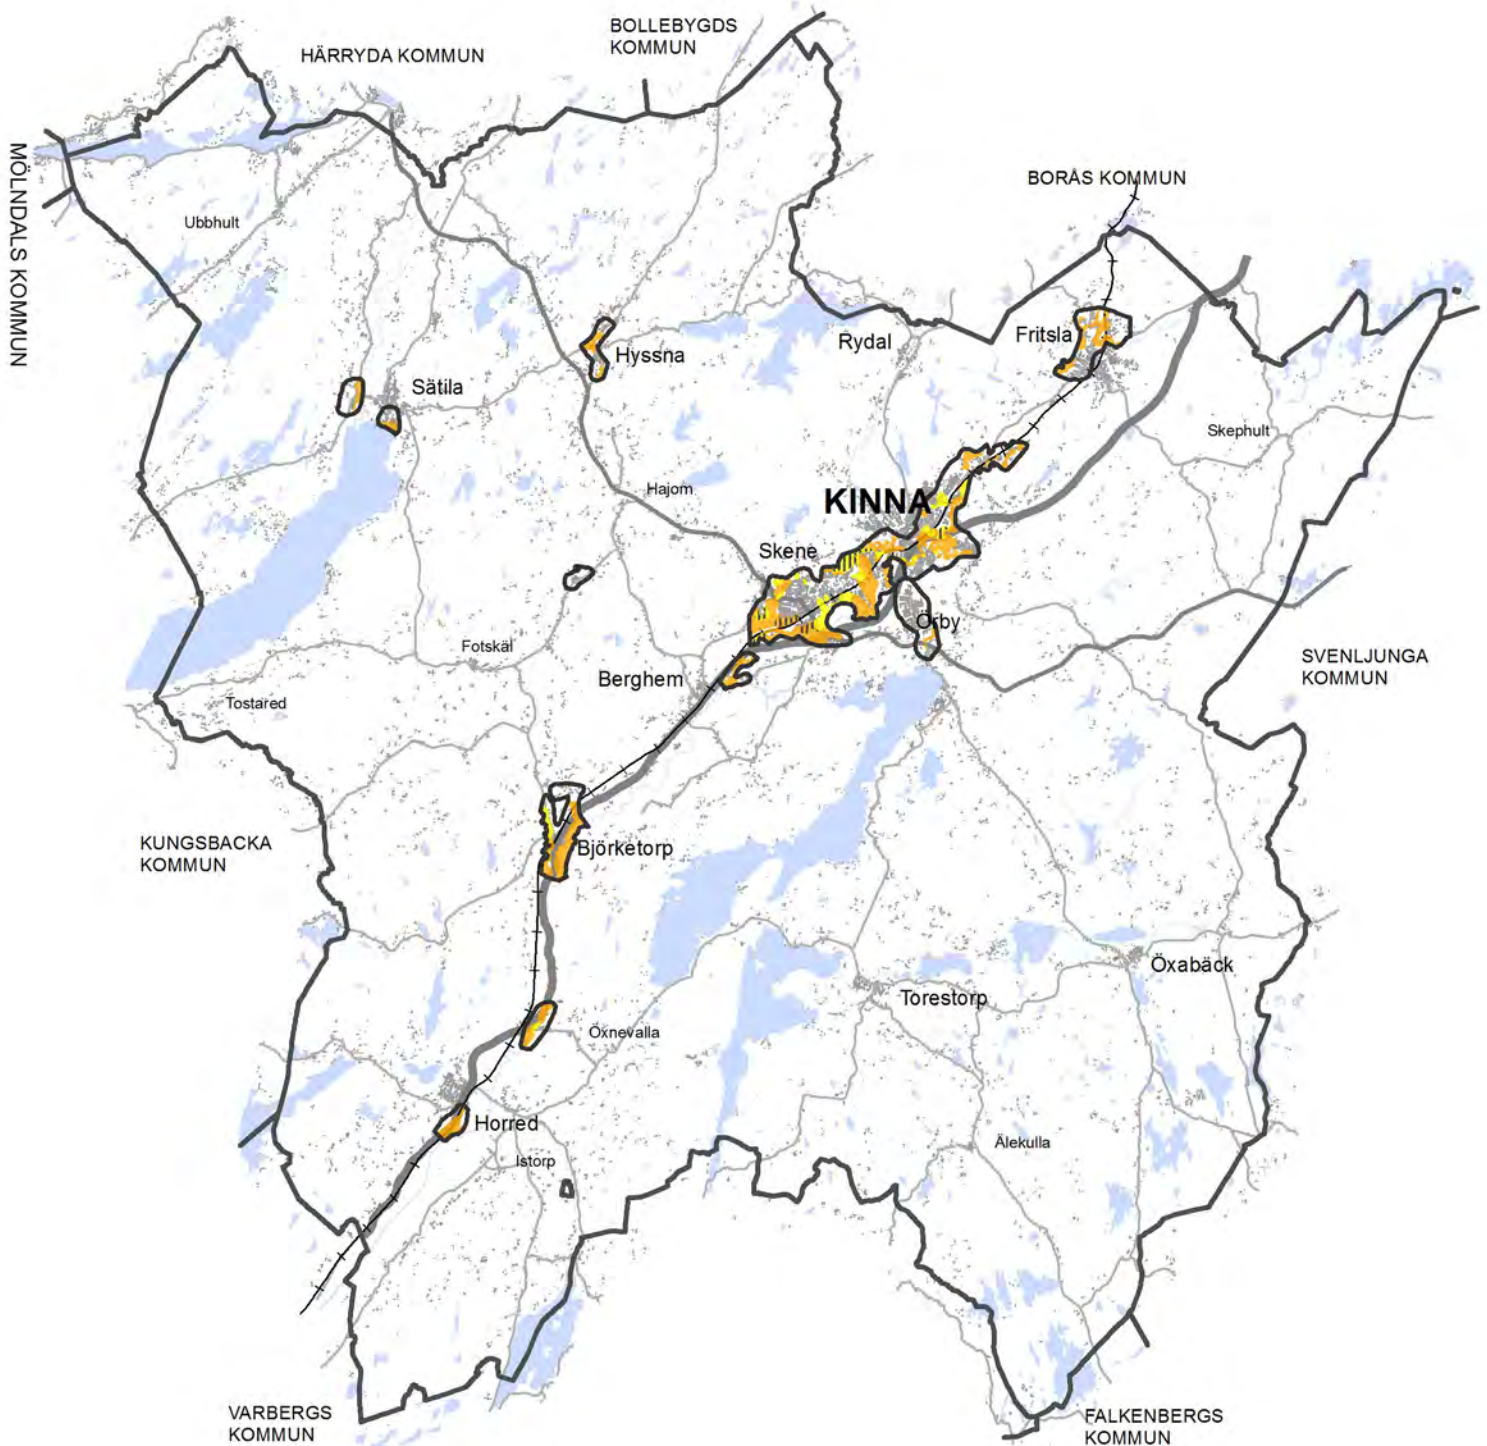 BOLLEBYGDS
KOMMUN
HÄRRYDA KOMMUN
MÖLNDALS KOMMUN
BORÅS KOMMUN
Ubbhult
Rydal
Fritsla
Hyssna
Sätila
Skephult
Hajom
KINNA
Skene
Örby
Fotskäl
Berghem
SVENLJUNGA
KOMMUN
Tostared
KUNGSBACKA
KOMMUN
Björketorp
Öxabäck
Torestorp
Öxnevalla
Horred
Istorp
Älekulla
VARBERGS
KOMMUN
FALKENBERGS
KOMMUN